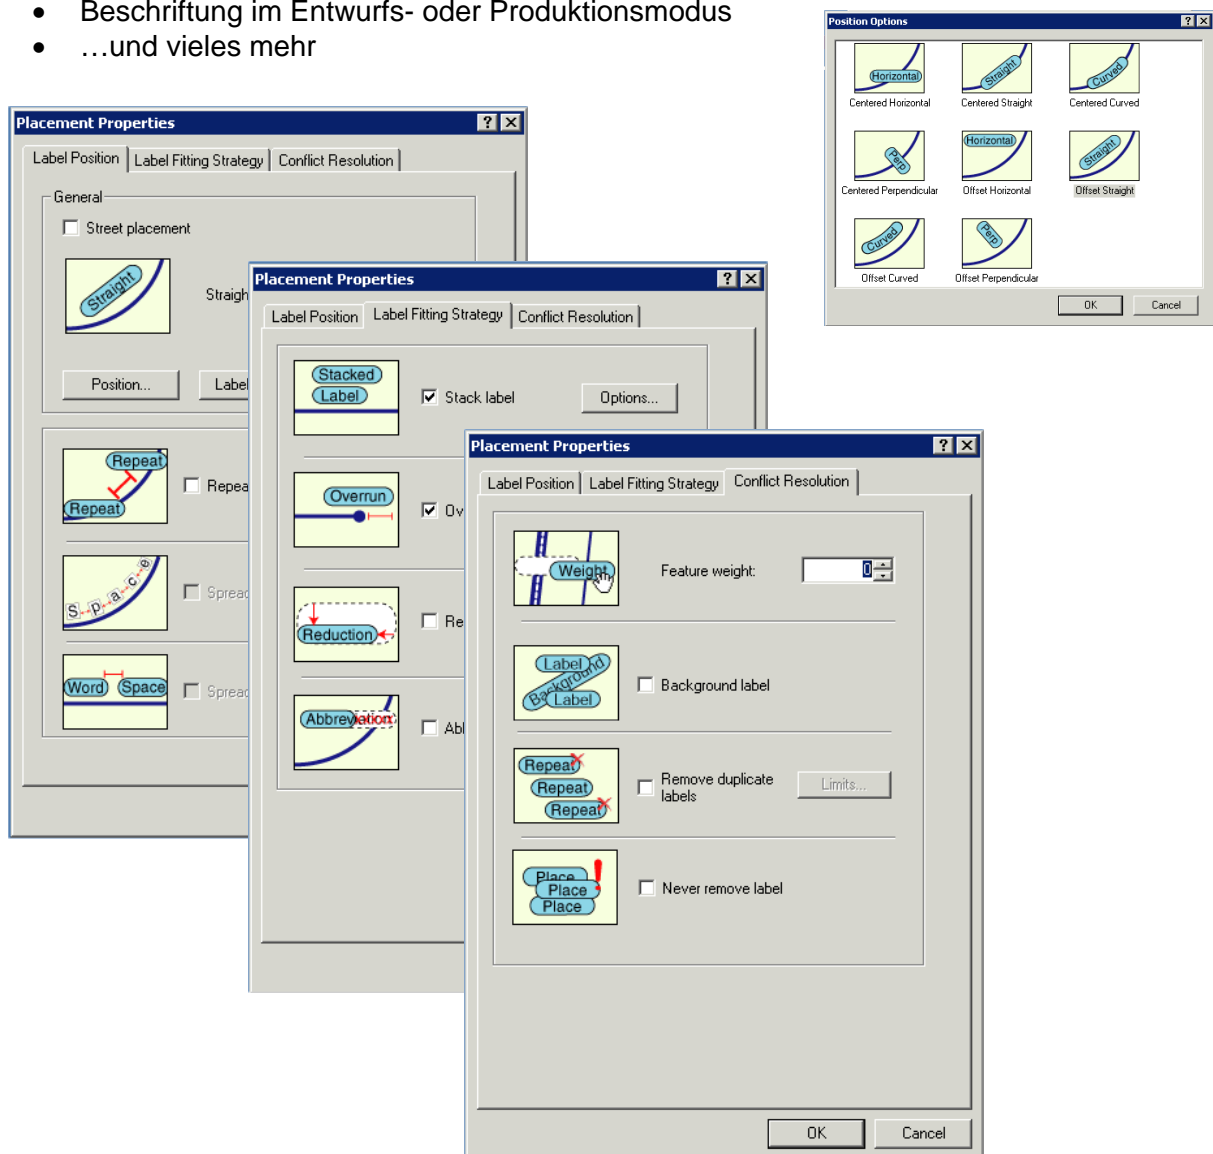 • Beschriftung im Entwurfs- oder Produktionsmodus
• …und vieles mehr
Position Options
Horizontal
Straight
Curved
Centered Horizontal
Centered Straight
Centered Curved
Perp
Horizontal
Straight
Centered Perpendicular
Offset Horizontal
Offset Straight
Curved
Perp
Offset Curved
Offset Perpendicular
OK
Cancel
Placement Properties
Label Position
Label Fitting Strategy
Conflict Resolution
General
Street placement
Straight
Straigh
Position...
Label
Repeat
Repeat
Repea
S p a c e
Spread
Word Space
Spread
Placement Properties
Label Position
Label Fitting Strategy
Conflict Resolution
Stacked
Label
Stack label
Options...
Overrun
Ov
Reduction
Re
Abbreviation
Abl
Placement Properties
Label Position
Label Fitting Strategy
Conflict Resolution
Weight
Feature weight:
0
Label
Background
Label
Background label
Repeat
Repeat
Repeat
Remove duplicate
labels
Limits...
Place
Place
Place
!
Never remove label
OK
Cancel